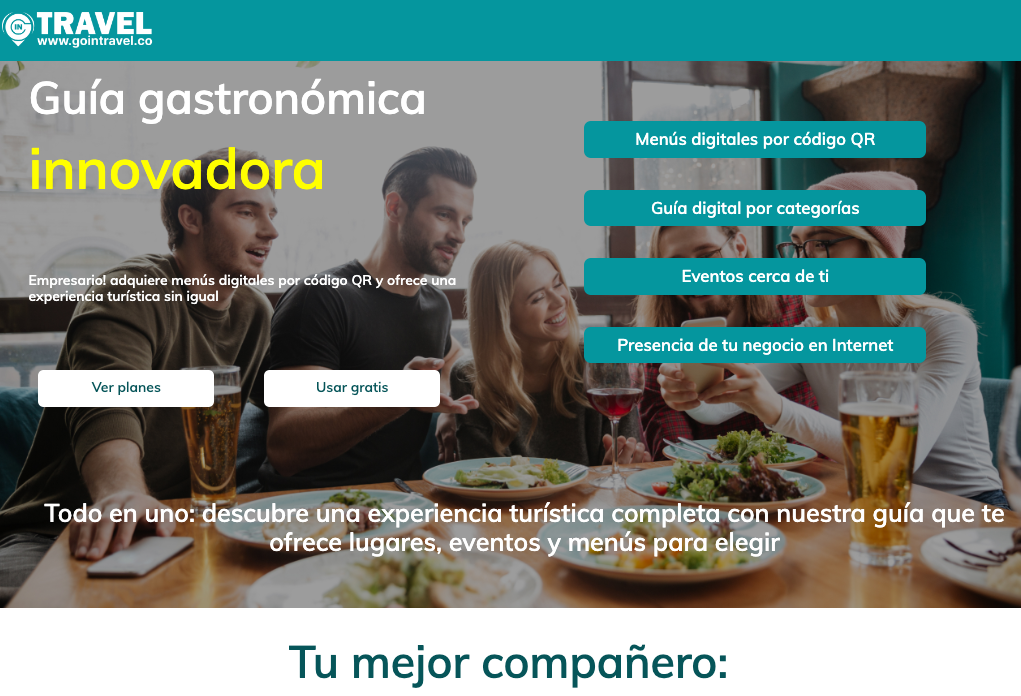 IN
TRAVEL
www.gointravel.co
Guía gastronómica
innovadora
Empresario! adquiere menús digitales por código QR y ofrece una
experiencia turística sin igual
Ver planes
Usar gratis
Menús digitales por código QR
Guía digital por categorías
Eventos cerca de ti
Presencia de tu negocio en Internet
Todo en uno: descubre una experiencia turística completa con nuestra guía que te
ofrece lugares, eventos y menús para elegir
Tu mejor compañero: